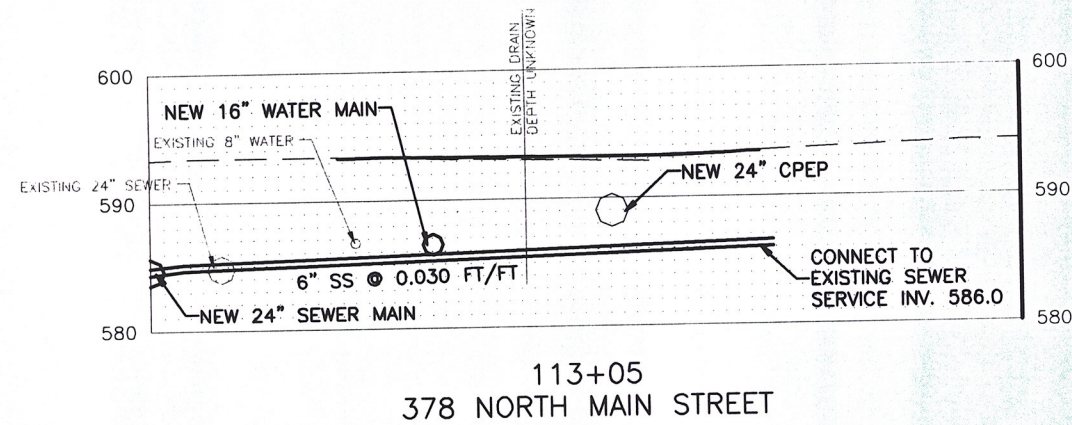 EXISTING DRAIN
DEPTH UNKNOWN
600
600
NEW 16" WATER MAIN
EXISTING 8" WATER
EXISTING 24" SEWER
NEW 24" CPEP
590
590
6" SS @ 0.030 FT/FT
CONNECT TO
EXISTING SEWER
SERVICE INV. 586.0
NEW 24" SEWER MAIN
580
580
113+05
378 NORTH MAIN STREET